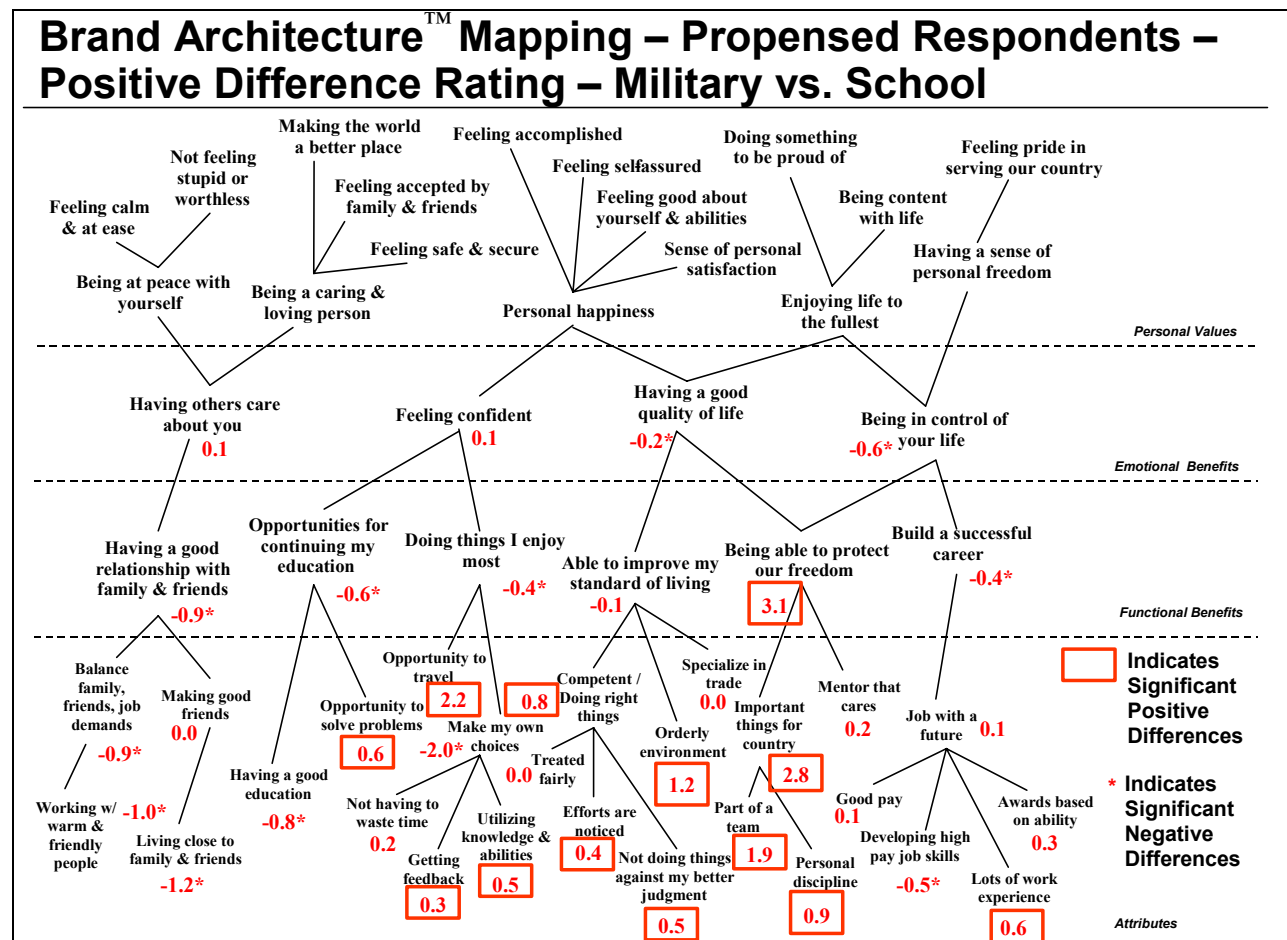 Brand Architecture™ Mapping – Propensed Respondents –
Positive Difference Rating – Military vs. School
Making the world
a better place
Feeling accomplished
Doing something
to be proud of
Feeling pride in
serving our country
Not feeling
stupid or
worthless
Feeling self-assured
Feeling accepted by
family & friends
Feeling good about
yourself & abilities
Being content
with life
Feeling calm
& at ease
Feeling safe & secure
Sense of personal
satisfaction
Having a sense of
personal freedom
Being at peace with
yourself
Being a caring &
loving person
Personal happiness
Enjoying life to
the fullest
Personal Values
Having others care
about you
0.1
Feeling confident
0.1
Having a good
quality of life
-0.2*
Being in control of
your life
-0.6*
Emotional Benefits
Having a good
relationship with
family & friends
-0.9*
Opportunities for
continuing my
education
-0.6*
Doing things I enjoy
most
-0.4*
Able to improve my
standard of living
-0.1
Being able to protect
our freedom
3.1
Build a successful
career
-0.4*
Functional Benefits
Balance
family,
friends, job
demands
-0.9*
Making good
friends
0.0
Working w/
warm &
friendly
people
-1.0*
Living close to
family & friends
-1.2*
Having a good
education
-0.8*
Opportunity to
solve problems
0.6
Opportunity to
travel
2.2
Make my own
choices
-2.0*
Not having to
waste time
0.2
Getting
feedback
0.3
Utilizing
knowledge &
abilities
0.5
0.8
Competent /
Doing right
things
Treated
fairly
0.0
Efforts are
noticed
0.4
Not doing things
against my better
judgment
0.5
Orderly
environment
1.2
Specialize in
trade
0.0
Important
things for
country
2.8
Part of a
team
1.9
Personal
discipline
0.9
Mentor that
cares
0.2
Job with a
future
0.1
Good pay
0.1
Developing high
pay job skills
-0.5*
Lots of work
experience
0.6
Awards based
on ability
0.3
Indicates
Significant
Positive
Differences
* Indicates
Significant
Negative
Differences
Attributes